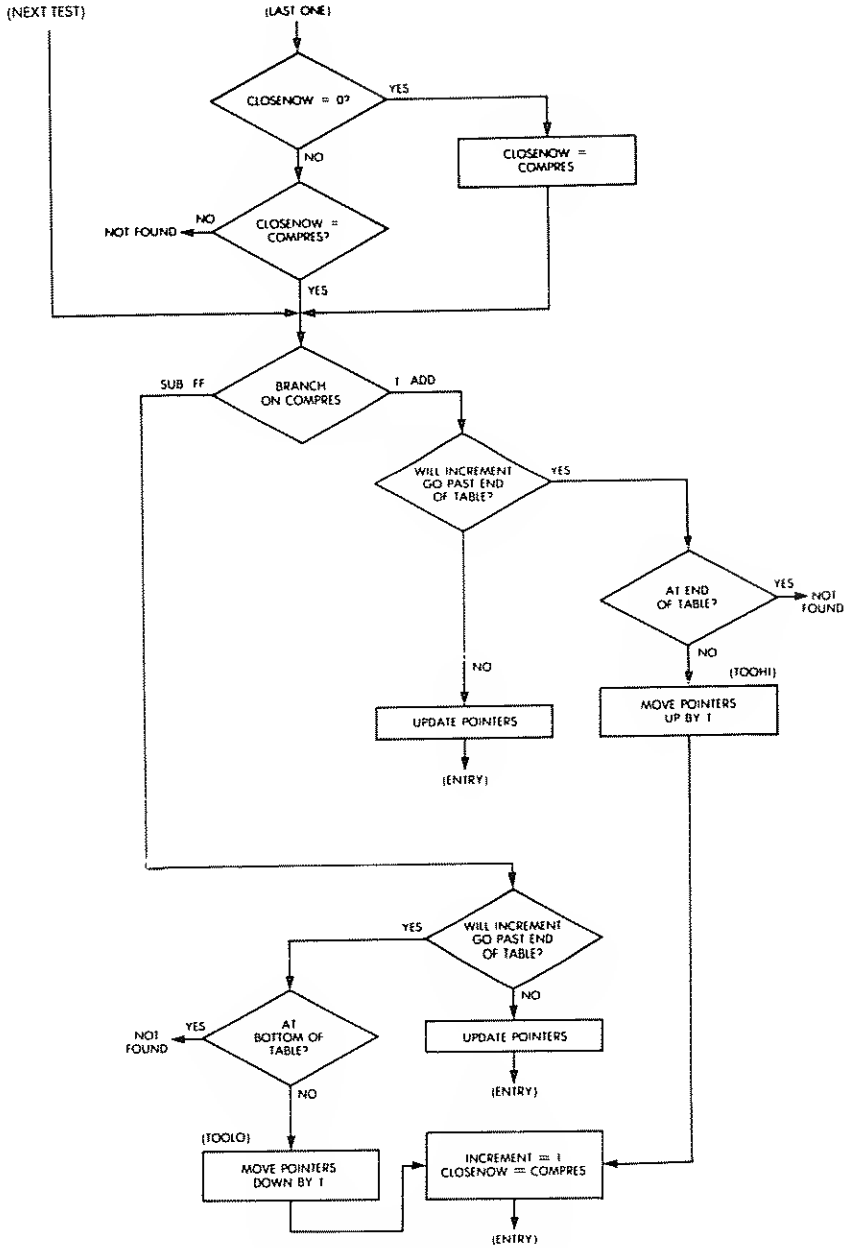 (NEXT TEST)
(LAST ONE)
CLOSENOW = 0?
YES
NO
CLOSENOW =
COMPRES
CLOSENOW =
COMPRES?
NO
NOT FOUND
YES
SUB FF
BRANCH
ON COMPRES
1 ADD
WILL INCREMENT
GO PAST END
OF TABLE?
YES
AT END
OF TABLE?
YES
NOT
FOUND
NO
NO
(TOOHI)
UPDATE POINTERS
MOVE POINTERS
UP BY 1
(ENTRY)
YES
WILL INCREMENT
GO PAST END
OF TABLE?
NO
NOT
FOUND
YES
AT
BOTTOM OF
TABLE?
UPDATE POINTERS
NO
(ENTRY)
(TOOLO)
MOVE POINTERS
DOWN BY 1
INCREMENT = 1
CLOSENOW = COMPRES
(ENTRY)